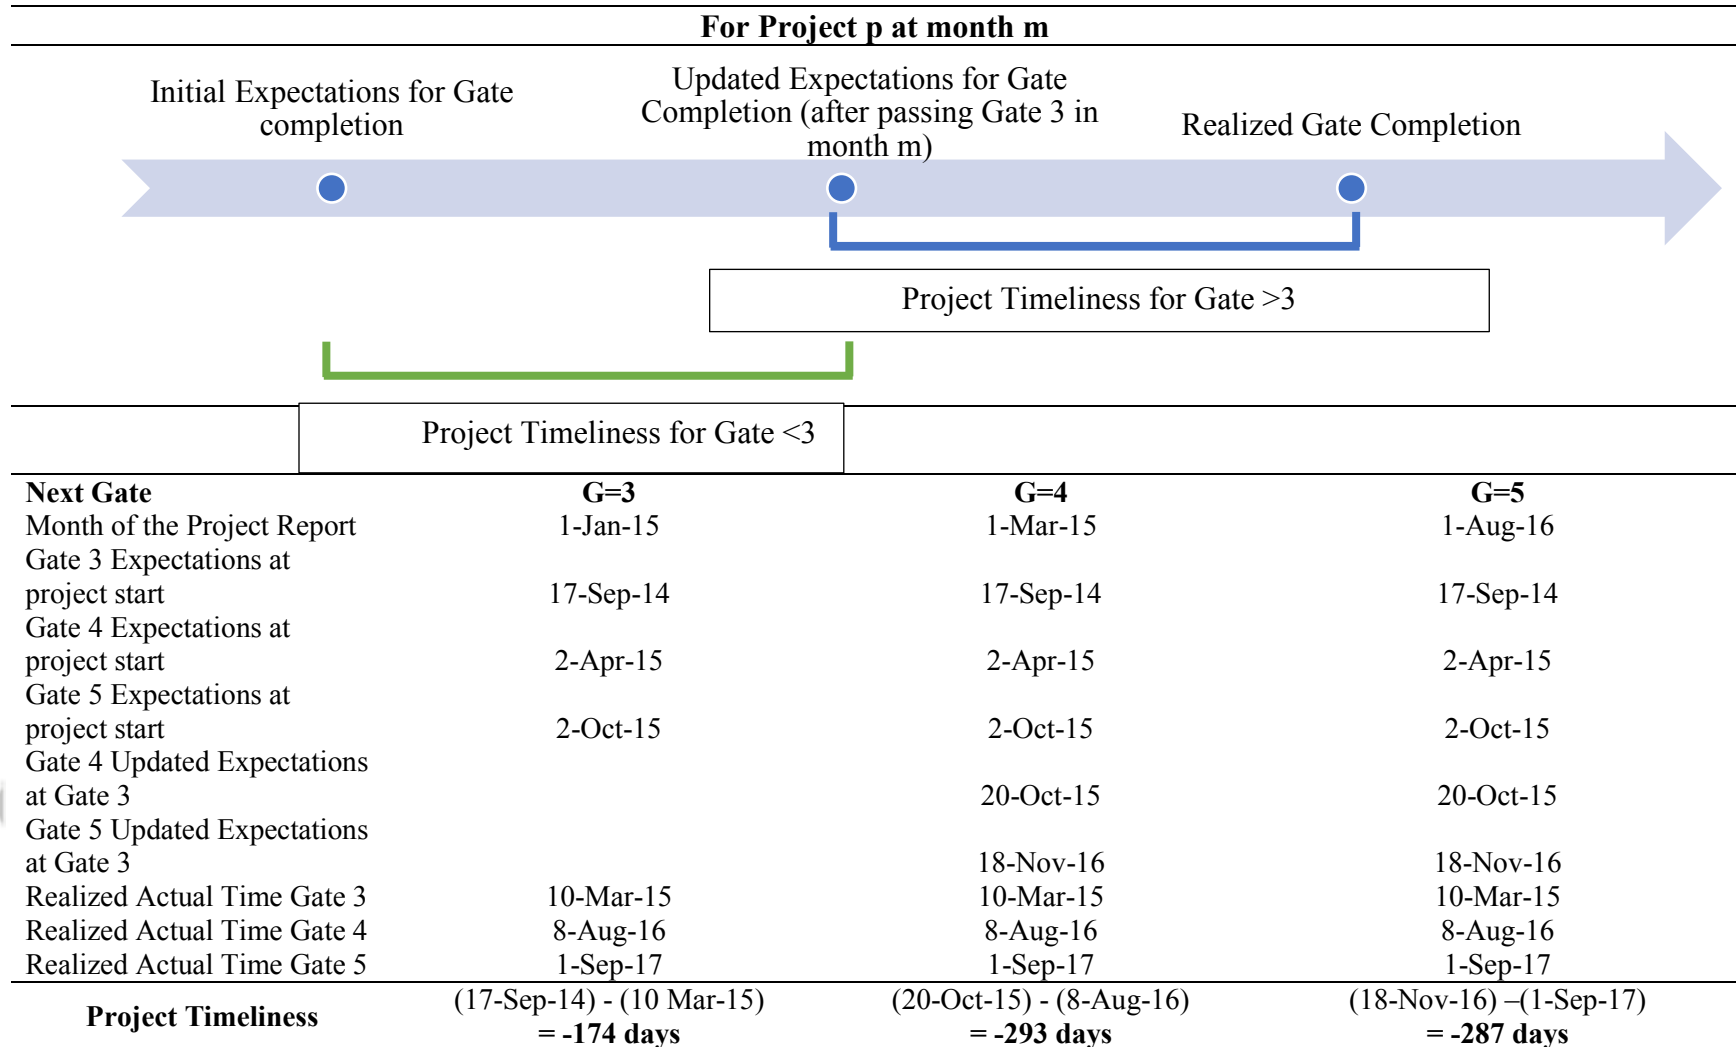 For Project p at month m
Initial Expectations for Gate
completion
Updated Expectations for Gate
Completion (after passing Gate 3 in
month m)
Realized Gate Completion
Project Timeliness for Gate >3
Project Timeliness for Gate <3
Next Gate G=3 G=4 G=5
Month of the Project Report 1-Jan-15 1-Mar-15 1-Aug-16
Gate 3 Expectations at
project start 17-Sep-14 17-Sep-14 17-Sep-14
Gate 4 Expectations at
project start 2-Apr-15 2-Apr-15 2-Apr-15
Gate 5 Expectations at
project start 2-Oct-15 2-Oct-15 2-Oct-15
Gate 4 Updated Expectations
at Gate 3 20-Oct-15 20-Oct-15
Gate 5 Updated Expectations
at Gate 3 18-Nov-16 18-Nov-16
Realized Actual Time Gate 3 10-Mar-15 10-Mar-15 10-Mar-15
Realized Actual Time Gate 4 8-Aug-16 8-Aug-16 8-Aug-16
Realized Actual Time Gate 5 1-Sep-17 1-Sep-17 1-Sep-17
Project Timeliness (17-Sep-14) - (10 Mar-15) (20-Oct-15) - (8-Aug-16) (18-Nov-16) –(1-Sep-17)
= -174 days = -293 days = -287 days